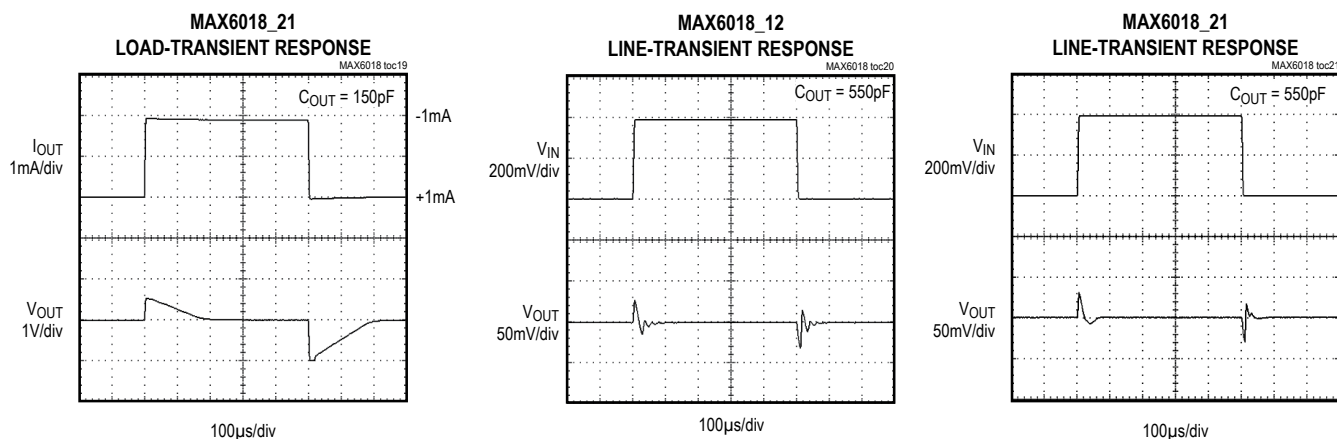 MAX6018_21
LOAD-TRANSIENT RESPONSE
MAX6018 toc19
COUT = 150pF
IOUT
1mA/div
-1mA
+1mA
VOUT
1V/div
100µs/div
MAX6018_12
LINE-TRANSIENT RESPONSE
MAX6018 toc20
COUT = 550pF
VIN
200mV/div
VOUT
50mV/div
100µs/div
MAX6018_21
LINE-TRANSIENT RESPONSE
MAX6018 toc21
COUT = 550pF
VIN
200mV/div
VOUT
50mV/div
100µs/div